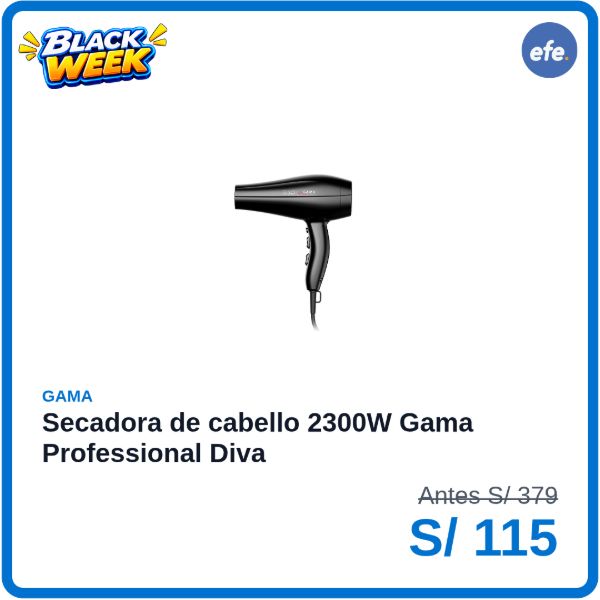 BLACK
WEEK
efe.
GAMA
Secadora de cabello 2300W Gama
Professional Diva
Antes S/ 379
S/ 115